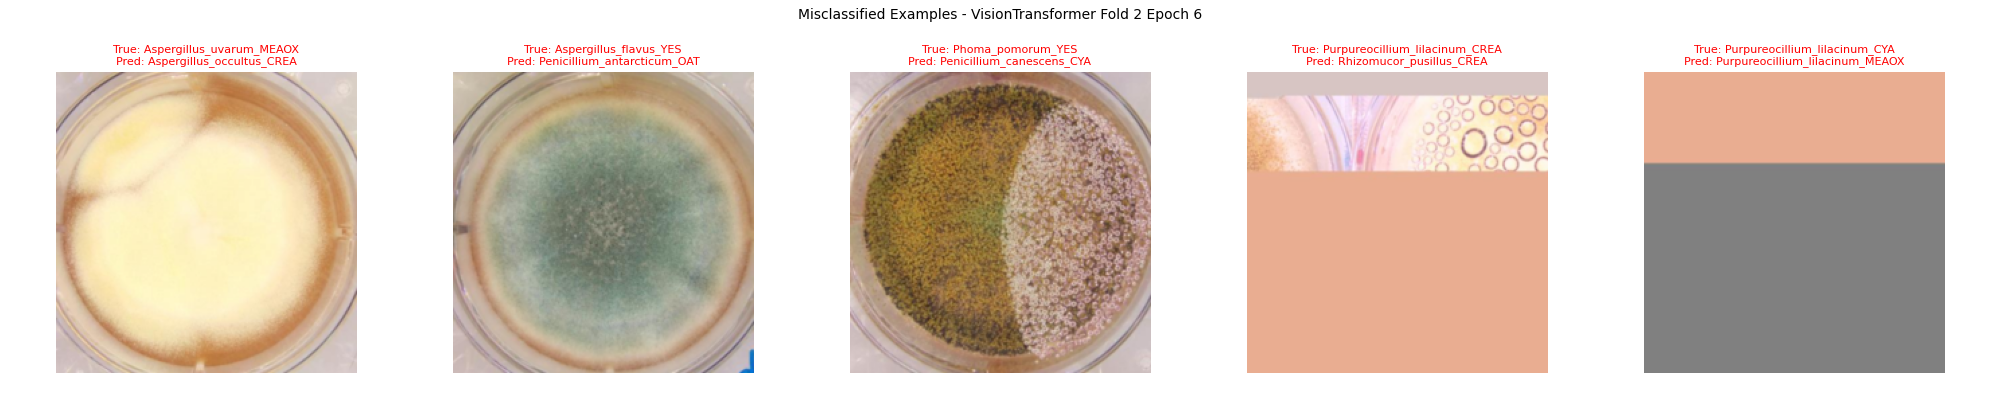 Misclassified Examples - VisionTransformer Fold 2 Epoch 6
True: Aspergillus_uvarum_MEAOX
Pred: Aspergillus_occultus_CREA
True: Aspergillus_flavus_YES
Pred: Penicillium_antarcticum_OAT
True: Phoma_pomorum_YES
Pred: Penicillium_canescens_CYA
True: Purpureocillium_lilacinum_CREA
Pred: Rhizomucor_pusillus_CREA
True: Purpureocillium_lilacinum_CYA
Pred: Purpureocillium_lilacinum_MEAOX